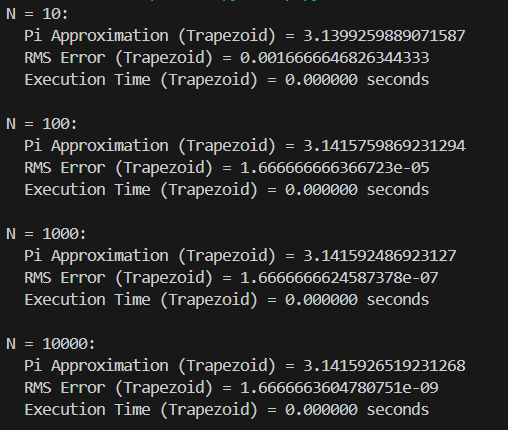 N = 10:
Pi Approximation (Trapezoid) = 3.1399259889071587
RMS Error (Trapezoid) = 0.0016666646826344333
Execution Time (Trapezoid) = 0.000000 seconds
N = 100:
Pi Approximation (Trapezoid) = 3.1415759869231294
RMS Error (Trapezoid) = 1.666666666366723e-05
Execution Time (Trapezoid) = 0.000000 seconds
N = 1000:
Pi Approximation (Trapezoid) = 3.141592486923127
RMS Error (Trapezoid) = 1.6666666624587378e-07
Execution Time (Trapezoid) = 0.000000 seconds
N = 10000:
Pi Approximation (Trapezoid) = 3.1415926519231268
RMS Error (Trapezoid) = 1.6666663604780751e-09
Execution Time (Trapezoid) = 0.000000 seconds